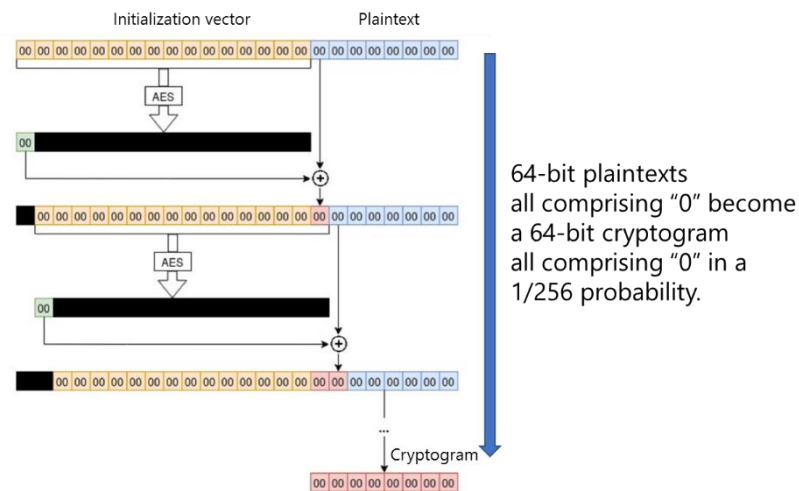 Initialization vector Plaintext
00 00 00 00 00 00 00 00 00 00 00 00 00 00 00 00 00 00 00 00 00 00 00 00
AES
00
00 00 00 00 00 00 00 00 00 00 00 00 00 00 00 00 00 00 00 00 00 00 00
AES
00
00 00 00 00 00 00 00 00 00 00 00 00 00 00 00 00 00 00 00 00 00 00
...
Cryptogram
00 00 00 00 00 00 00 00
64-bit plaintexts
all comprising “0” become
a 64-bit cryptogram
all comprising “0” in a
1/256 probability.